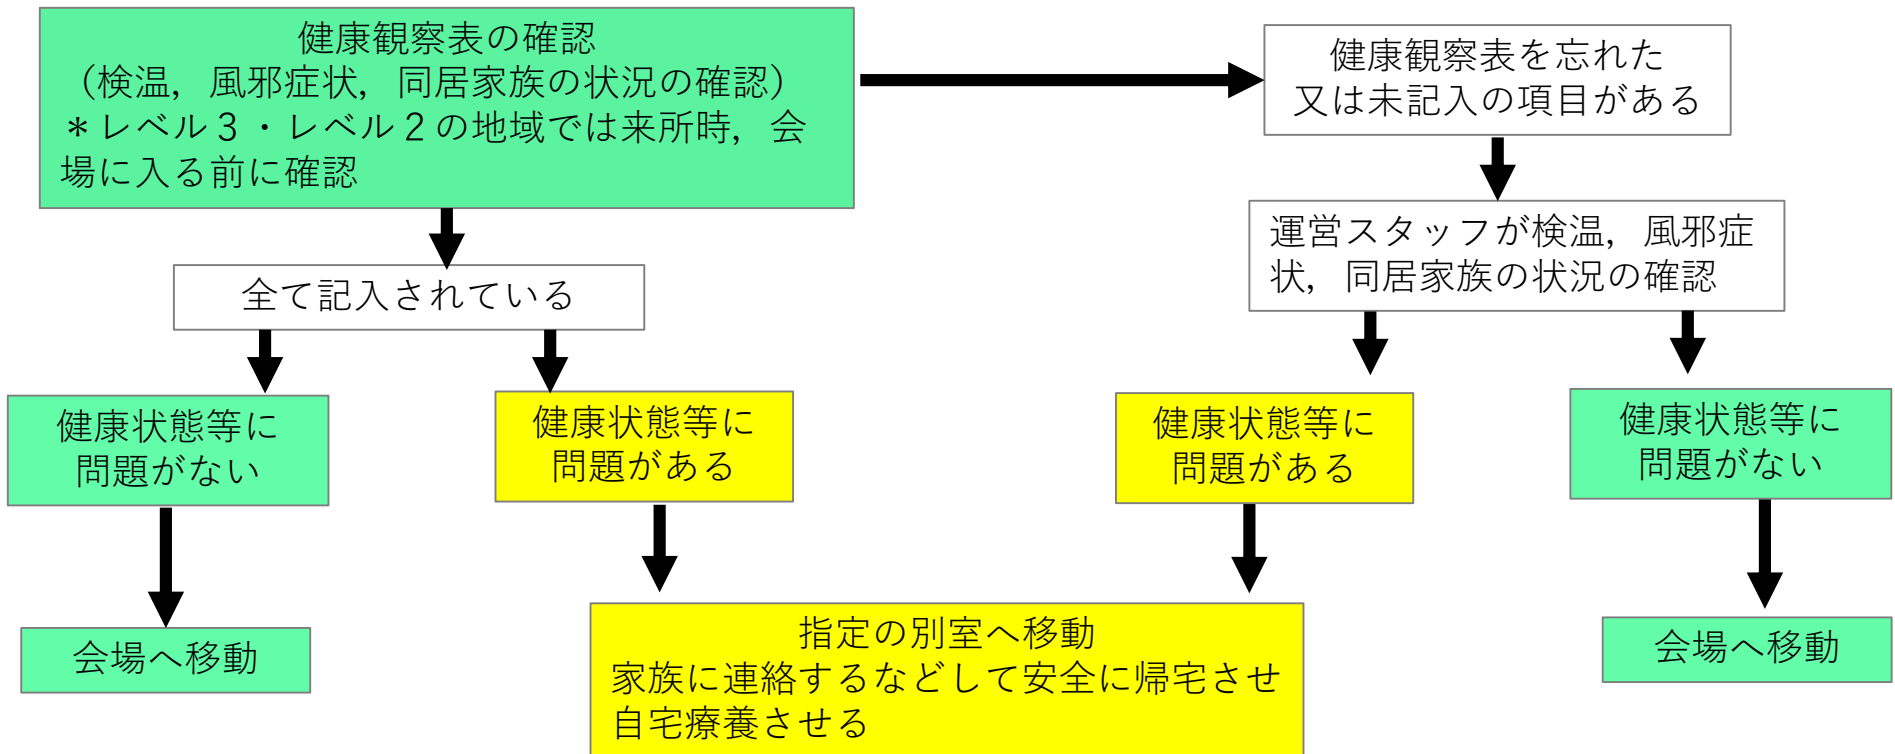 健康観察表の確認
（検温，風邪症状，同居家族の状況の確認）
＊レベル３・レベル２の地域では来所時，会
場に入る前に確認
健康観察表を忘れた
又は未記入の項目がある
運営スタッフが検温，風邪症
状，同居家族の状況の確認
全て記入されている
健康状態等に
問題がない
健康状態等に
問題がある
健康状態等に
問題がある
健康状態等に
問題がない
会場へ移動
指定の別室へ移動
家族に連絡するなどして安全に帰宅させ
自宅療養させる
会場へ移動